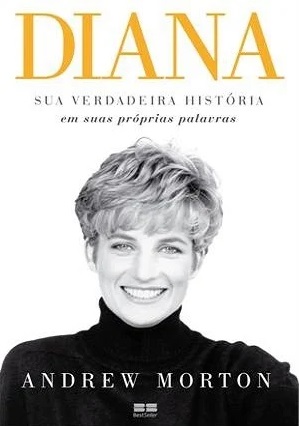 DIANA
SUA VERDADEIRA HISTÓRIA
em suas próprias palavras
ANDREW MORTON
BestSeller